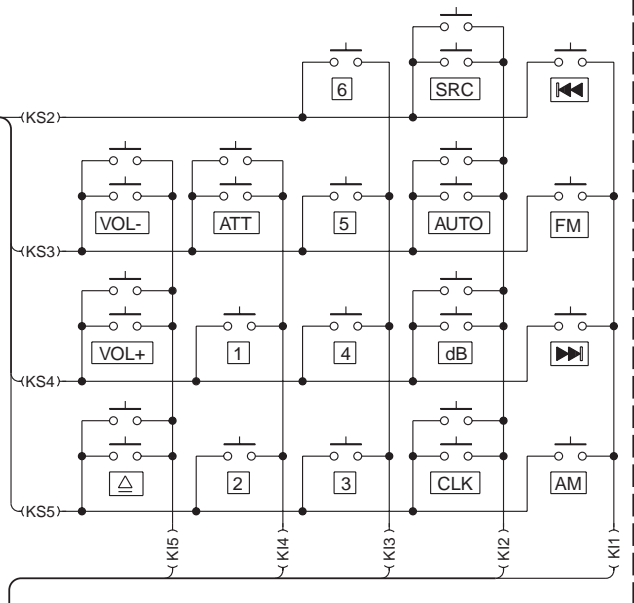 6 SRC
KS2
VOL- ATT 5 AUTO FM
KS3
VOL+ 1 4 dB
KS4
2 3 CLK AM
KS5
KI5 KI4 KI3 KI2 KI1